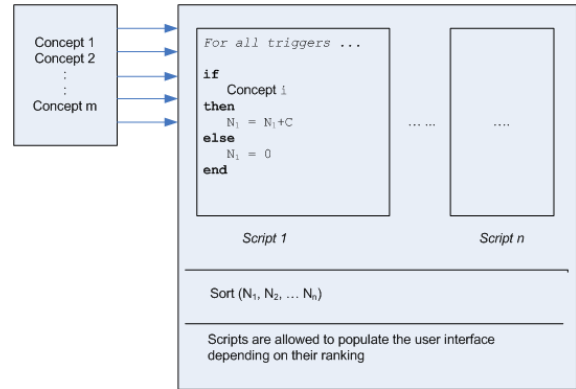 Concept 1
Concept 2
:
:
Concept m
For all triggers ...
if
Concept i
then
N₁ = N₁+C
else
N₁ = 0
end
... ...
....
Script 1
Script n
Sort (N₁, N₂, ... Nₙ)
Scripts are allowed to populate the user interface
depending on their ranking